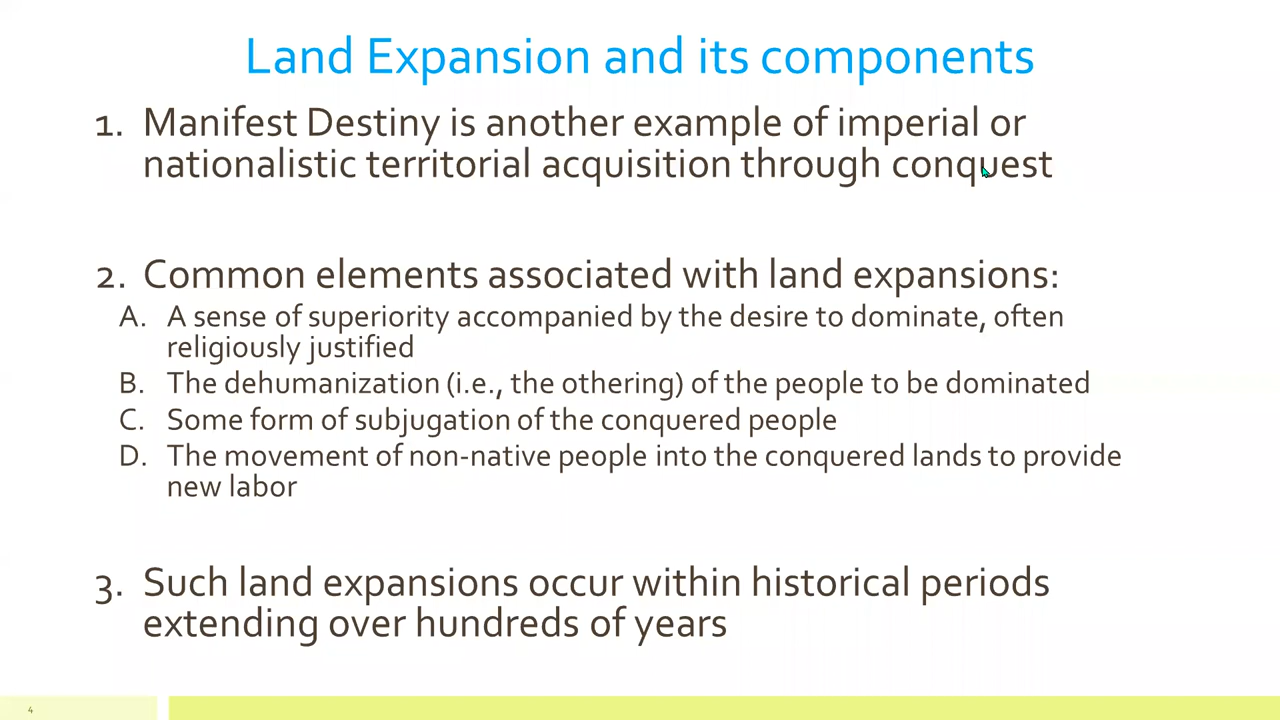 Land Expansion and its components
1. Manifest Destiny is another example of imperial or
nationalistic territorial acquisition through conquest
2. Common elements associated with land expansions:
A. A sense of superiority accompanied by the desire to dominate, often
religiously justified
B. The dehumanization (i.e., the othering) of the people to be dominated
C. Some form of subjugation of the conquered people
D. The movement of non-native people into the conquered lands to provide
new labor
3. Such land expansions occur within historical periods
extending over hundreds of years
4